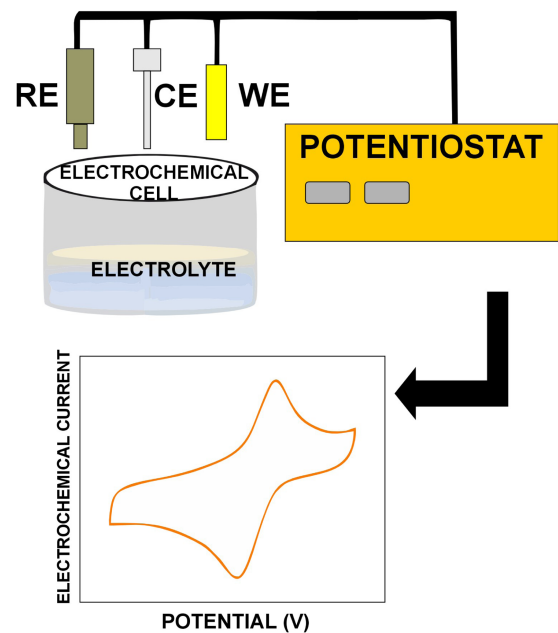 RE
CE
WE
POTENTIOSTAT
ELECTROCHEMICAL
CELL
ELECTROLYTE
ELECTROCHEMICAL CURRENT
POTENTIAL (V)